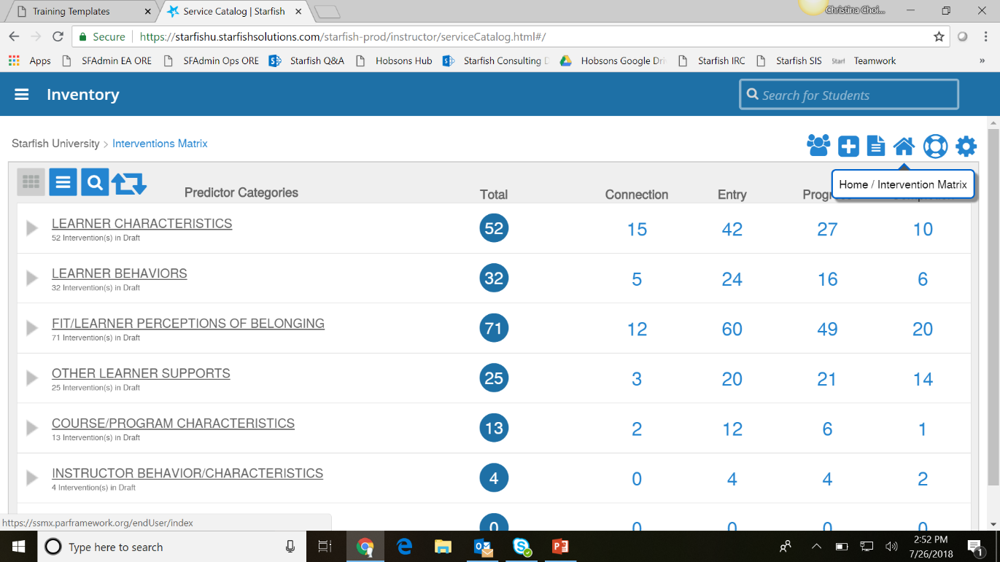 Training Templates
Service Catalog | Starfish
Christina Choi...
Secure
https://starfishu.starfishsolutions.com/starfish-prod/instructor/serviceCatalog.html#/
Apps SFAdmin EA ORE SFAdmin Ops ORE Starfish Q&A Hobsons Hub Starfish Consulting Hobsons Google Dri Starfish IRC Starfish SIS Start Teamwork »
Inventory
Search for Students
Starfish University > Interventions Matrix
Home / Intervention Matrix
Predictor Categories Total Connection Entry Progre
LEARNER CHARACTERISTICS 52 15 42 27 10
52 Intervention(s) in Draft
LEARNER BEHAVIORS 32 5 24 16 6
32 Intervention(s) in Draft
FIT/LEARNER PERCEPTIONS OF BELONGING 71 12 60 49 20
71 Intervention(s) in Draft
OTHER LEARNER SUPPORTS 25 3 20 21 14
25 Intervention(s) in Draft
COURSE/PROGRAM CHARACTERISTICS 13 2 12 6 1
13 Intervention(s) in Draft
INSTRUCTOR BEHAVIOR/CHARACTERISTICS 4 0 4 4 2
4 Intervention(s) in Draft
0 0 0 0 0
https://ssmx.parframework.org/endUser/index
Type here to search
2:52 PM
7/26/2018
1